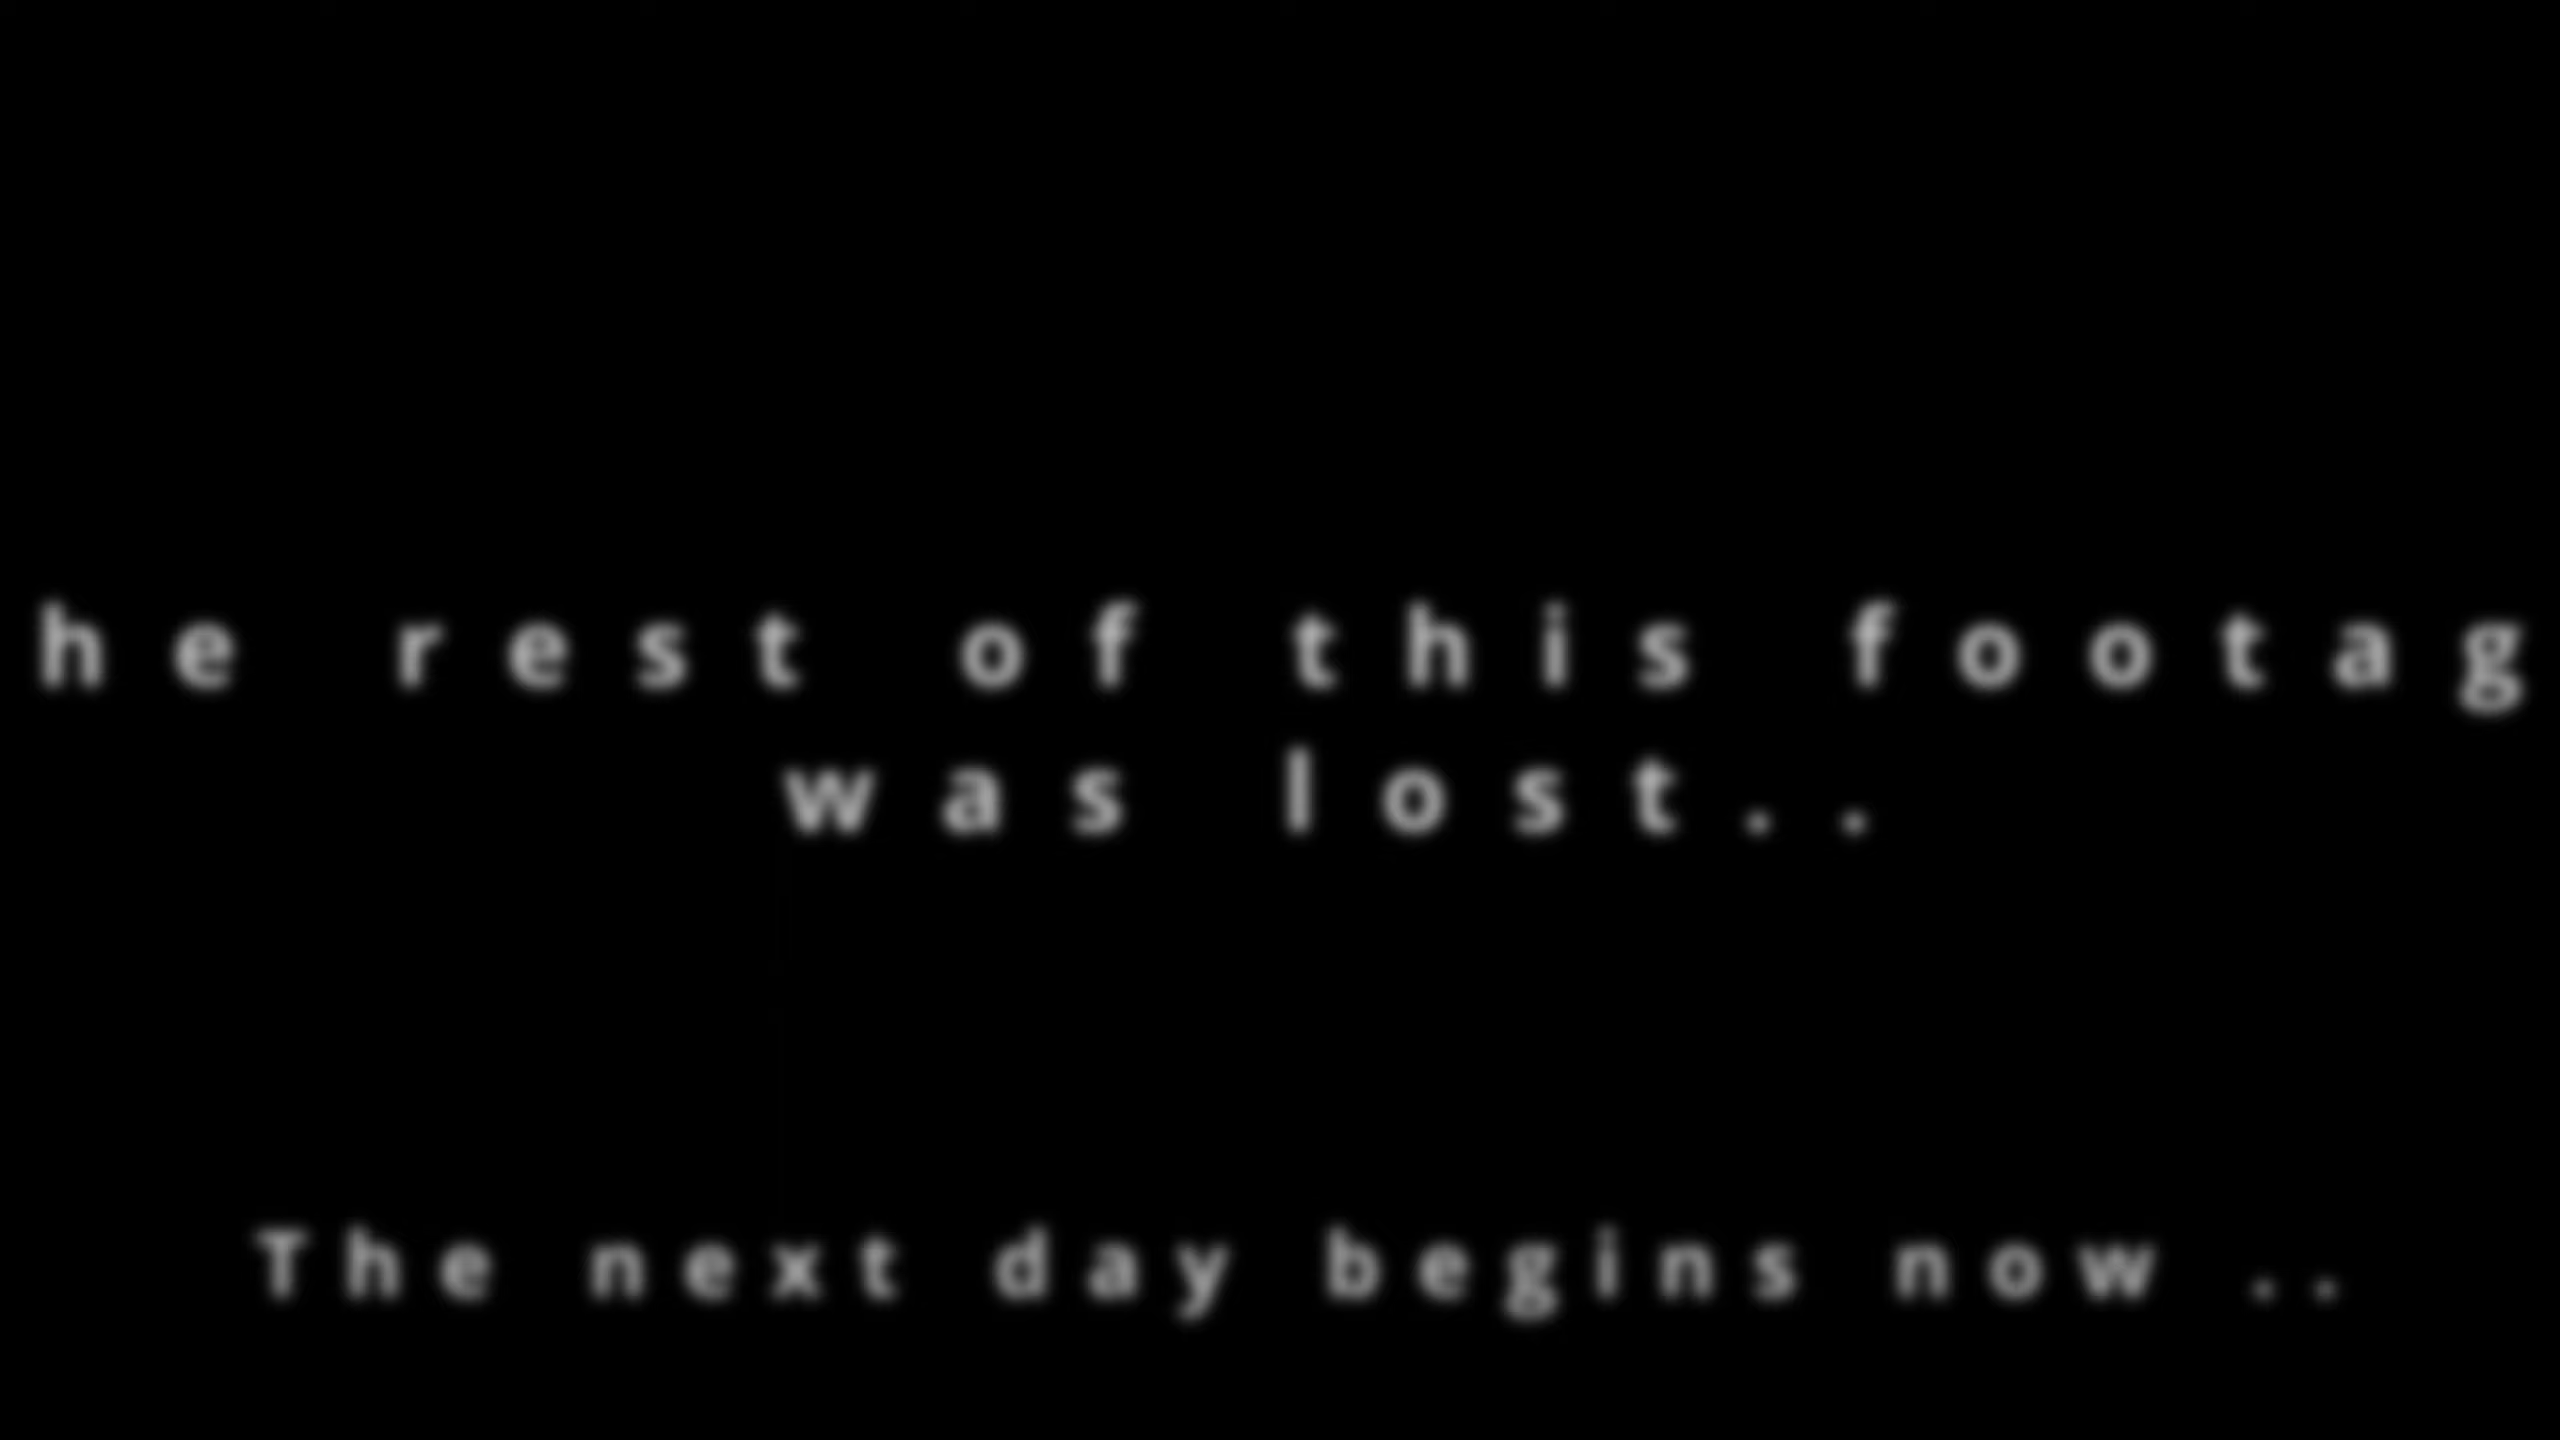 he rest of this footag
was lost..
The next day begins now ..